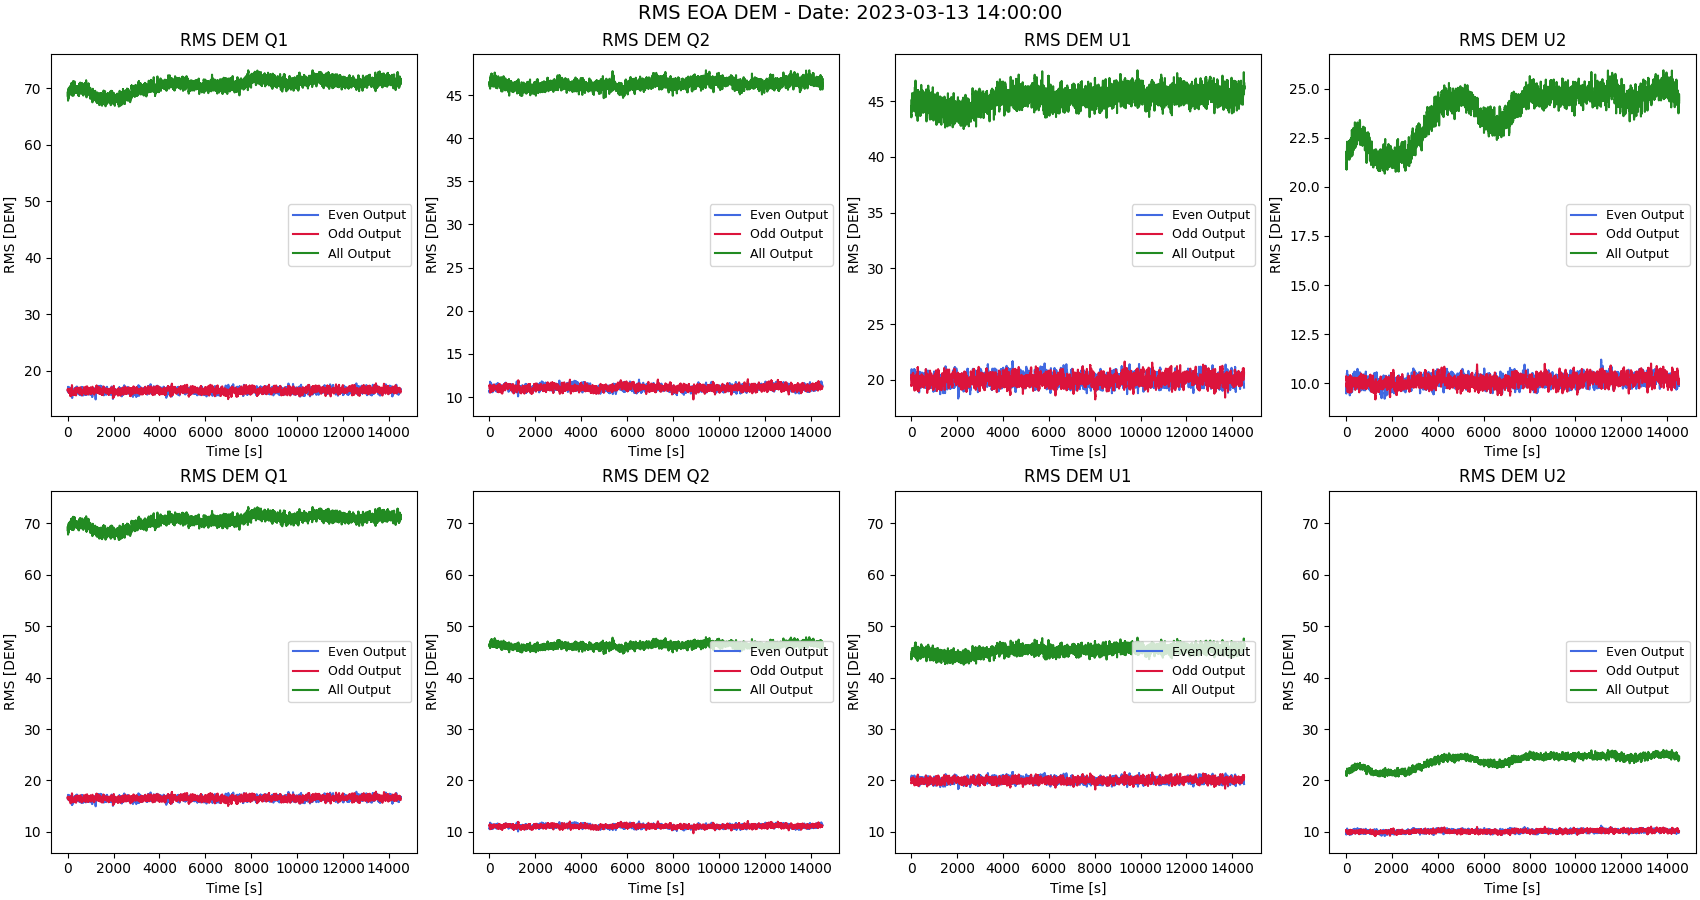 RMS EOA DEM - Date: 2023-03-13 14:00:00
RMS DEM Q1
RMS [DEM]
70
60
50
40
30
20
Even Output
Odd Output
All Output
0 2000 4000 6000 8000 10000 12000 14000
Time [s]
RMS DEM Q2
RMS [DEM]
45
40
35
30
25
20
15
10
Even Output
Odd Output
All Output
0 2000 4000 6000 8000 10000 12000 14000
Time [s]
RMS DEM U1
RMS [DEM]
45
40
35
30
25
20
Even Output
Odd Output
All Output
0 2000 4000 6000 8000 10000 12000 14000
Time [s]
RMS DEM U2
RMS [DEM]
25.0
22.5
20.0
17.5
15.0
12.5
10.0
Even Output
Odd Output
All Output
0 2000 4000 6000 8000 10000 12000 14000
Time [s]
RMS DEM Q1
RMS [DEM]
70
60
50
40
30
20
10
Even Output
Odd Output
All Output
0 2000 4000 6000 8000 10000 12000 14000
Time [s]
RMS DEM Q2
RMS [DEM]
70
60
50
40
30
20
10
Even Output
Odd Output
All Output
0 2000 4000 6000 8000 10000 12000 14000
Time [s]
RMS DEM U1
RMS [DEM]
70
60
50
40
30
20
10
Even Output
Odd Output
All Output
0 2000 4000 6000 8000 10000 12000 14000
Time [s]
RMS DEM U2
RMS [DEM]
70
60
50
40
30
20
10
Even Output
Odd Output
All Output
0 2000 4000 6000 8000 10000 12000 14000
Time [s]